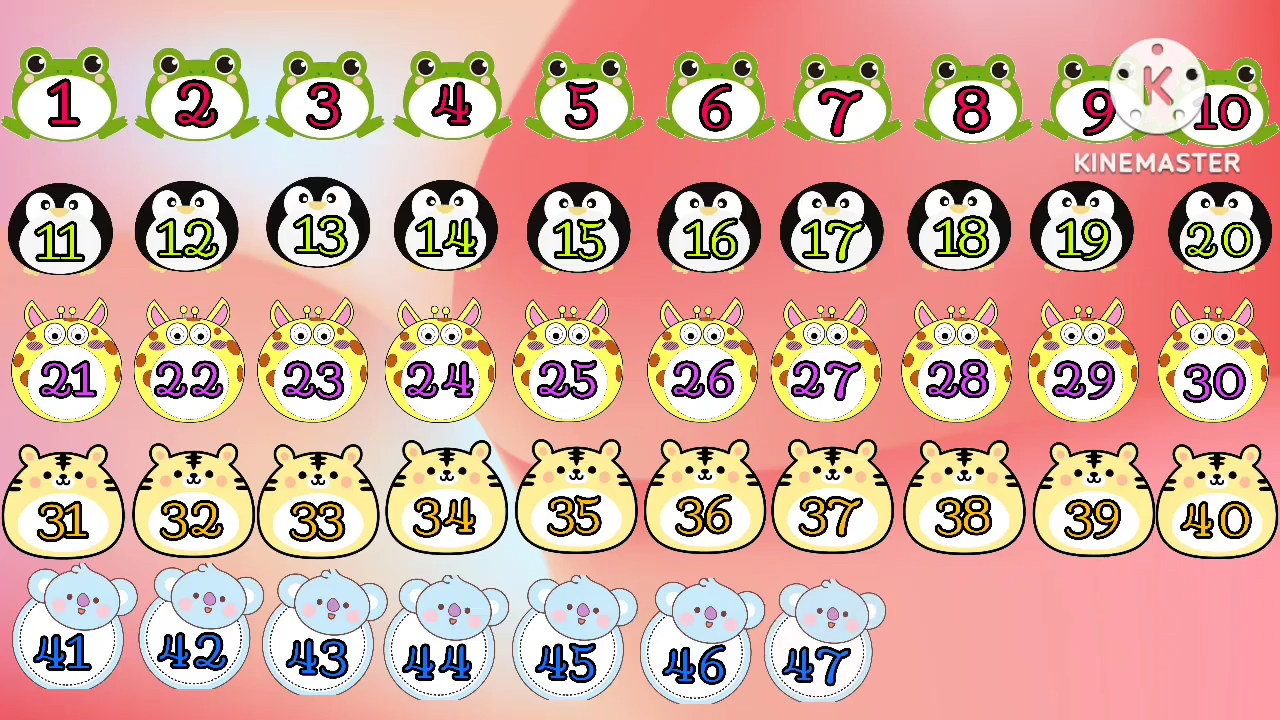 1 2 3 4 5 6 7 8 9 10
K
KINEMASTER
11 12 13 14 15 16 17 18 19 20
21 22 23 24 25 26 27 28 29 30
31 32 33 34 35 36 37 38 39 40
41 42 43 44 45 46 47